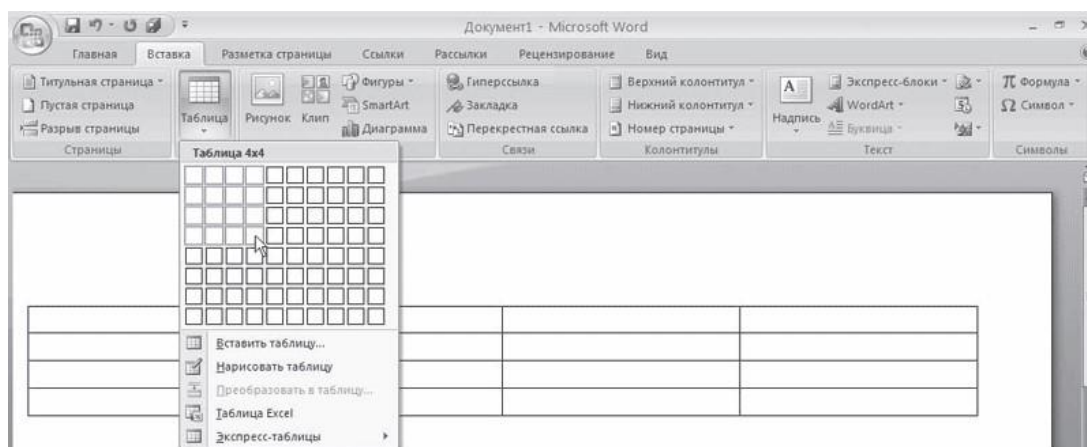 Документ1 - Microsoft Word
Главная Вставка Разметка страницы Ссылки Рассылки Рецензирование Вид
Титульная страница
Пустая страница
Разрыв страницы
Страницы
Таблица
Рисунок
Клип
Фигуры
SmartArt
Диаграмма
Гиперссылка
Закладка
Перекрестная ссылка
Связи
Верхний колонтитул
Нижний колонтитул
Номер страницы
Колонтитулы
A
Надпись
Экспресс-блоки
WordArt
Буквица
Текст
π Формула
Ω Символ
Символы
Таблица 4x4
Вставить таблицу...
Нарисовать таблицу
Преобразовать в таблицу...
Таблица Excel
Экспресс-таблицы